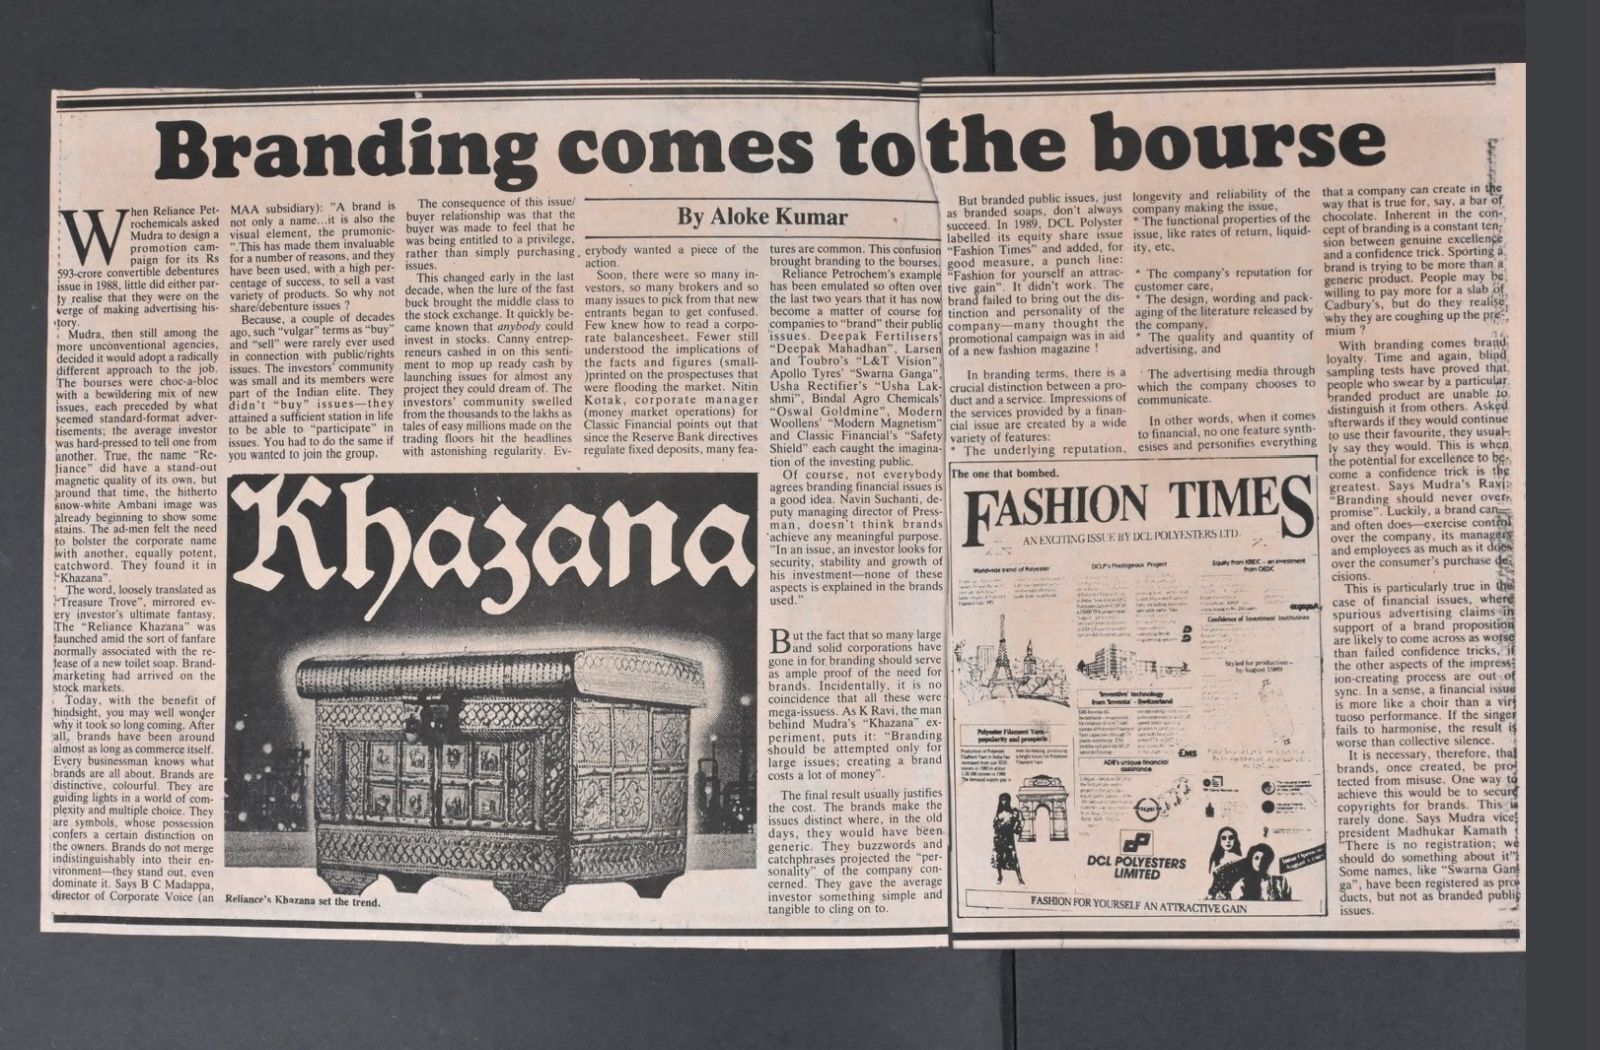 Branding comes to the bourse
By Aloke Kumar
When Reliance Pet-
rochemicals asked
Mudra to design a
promotion cam-
paign for its Rs
593-crore convertible debentures
issue in 1988, little did either par-
ty realise that they were on the
verge of making advertising his-
tory.
Mudra, then still among the
more unconventional agencies,
decided it would adopt a radically
different approach to the job.
The bourses were choc-a-bloc
with a bewildering mix of new
issues, each preceded by what
seemed standard-format adver-
tisements; the average investor
was hard-pressed to tell one from
another. True, the name "Re-
liance" did have a stand-out
magnetic quality of its own, but
around that time, the hitherto
snow-white Ambani image was
already beginning to show some
stains. The ad-men felt the need
to bolster the corporate name
with another, equally potent,
catchword. They found it in
"Khazana".
The word, loosely translated as
"Treasure Trove", mirrored ev-
ery investor's ultimate fantasy.
The "Reliance Khazana" was
launched amid the sort of fanfare
normally associated with the re-
lease of a new toilet soap. Brand-
marketing had arrived on the
stock markets.
Today, with the benefit of
hindsight, you may well wonder
why it took so long coming. After
all, brands have been around
almost as long as commerce itself.
Every businessman knows what
brands are all about. Brands are
distinctive, colourful. They are
guiding lights in a world of com-
plexity and multiple choice. They
are symbols, whose possession
confers a certain distinction on
the owners. Brands do not merge
indistinguishably into their en-
vironment—they stand out, even
dominate it. Says B C Madappa,
director of Corporate Voice (an
MAA subsidiary): "A brand is
not only a name...it is also the
visual element, the prumonic-
".This has made them invaluable
for a number of reasons, and they
have been used, with a high per-
centage of success, to sell a vast
variety of products. So why not
share/debenture issues ?
Because, a couple of decades
ago, such "vulgar" terms as "buy"
and "sell" were rarely ever used
in connection with public/rights
issues. The investors' community
was small and its members were
part of the Indian elite. They
didn't "buy" issues—they
attained a sufficient station in life
to be able to "participate" in
issues. You had to do the same if
you wanted to join the group.
The consequence of this issue/
buyer relationship was that the
buyer was made to feel that he
was being entitled to a privilege,
rather than simply purchasing
issues.
This changed early in the last
decade, when the lure of the fast
buck brought the middle class to
the stock exchange. It quickly be-
came known that anybody could
invest in stocks. Canny entrep-
reneurs cashed in on this senti-
ment to mop up ready cash by
launching issues for almost any
project they could dream of. The
investors' community swelled
from the thousands to the lakhs as
tales of easy millions made on the
trading floors hit the headlines
with astonishing regularity. Ev-
erybody wanted a piece of the
action.
Soon, there were so many in-
vestors, so many brokers and so
many issues to pick from that new
entrants began to get confused.
Few knew how to read a corpo-
rate balancesheet. Fewer still
understood the implications of
the facts and figures (small-
)printed on the prospectuses that
were flooding the market. Nitin
Kotak, corporate manager
(money market operations) for
Classic Financial points out that
since the Reserve Bank directives
regulate fixed deposits, many fea-
tures are common. This confusion
brought branding to the bourses.
Reliance Petrochem's example
has been emulated so often over
the last two years that it has now
become a matter of course for
companies to "brand" their public
issues. Deepak Fertilisers'
"Deepak Mahadhan", Larsen
and Toubro's "L&T Vision",
Apollo Tyres' "Swarna Ganga",
Usha Rectifier's "Usha Lak-
shmi", Bindal Agro Chemicals'
"Oswal Goldmine", Modern
Woollens' "Modern Magnetism"
and Classic Financial's "Safety
Shield" each caught the imagina-
tion of the investing public.
Of course, not everybody
agrees branding financial issues is
a good idea. Navin Suchanti, de-
puty managing director of Press-
man, doesn't think brands
achieve any meaningful purpose.
"In an issue, an investor looks for
security, stability and growth of
his investment—none of these
aspects is explained in the brands
used."
But the fact that so many large
and solid corporations have
gone in for branding should serve
as ample proof of the need for
brands. Incidentally, it is no
coincidence that all these were
mega-issuess. As K Ravi, the man
behind Mudra's "Khazana" ex-
periment, puts it: "Branding
should be attempted only for
large issues; creating a brand
costs a lot of money".
The final result usually justifies
the cost. The brands make the
issues distinct where, in the old
days, they would have been
generic. They buzzwords and
catchphrases projected the "per-
sonality" of the company con-
cerned. They gave the average
investor something simple and
tangible to cling on to.
Khazana
Reliance's Khazana set the trend.
But branded public issues, just
as branded soaps, don't always
succeed. In 1989, DCL Polyester
labelled its equity share issue
"Fashion Times" and added, for
good measure, a punch line:
"Fashion for yourself an attrac-
tive gain". It didn't work. The
brand failed to bring out the dis-
tinction and personality of the
company—many thought the
promotional campaign was in aid
of a new fashion magazine !
In branding terms, there is a
crucial distinction between a pro-
duct and a service. Impressions of
the services provided by a finan-
cial issue are created by a wide
variety of features:
* The underlying reputation,
longevity and reliability of the
company making the issue,
* The functional properties of the
issue, like rates of return, liquid-
ity, etc,
* The company's reputation for
customer care,
* The design, wording and pack-
aging of the literature released by
the company,
* The quality and quantity of
advertising, and
The advertising media through
which the company chooses to
communicate.
In other words, when it comes
to financial, no one feature synth-
esises and personifies everything
that a company can create in the
way that is true for, say, a bar of
chocolate. Inherent in the con-
cept of branding is a constant ten-
sion between genuine excellence
and a confidence trick. Sporting a
brand is trying to be more than a
generic product. People may be
willing to pay more for a slab of
Cadbury's, but do they realise
why they are coughing up the pre-
mium ?
With branding comes brand
loyalty. Time and again, blind
sampling tests have proved that
people who swear by a particular
branded product are unable to
distinguish it from others. Asked
afterwards if they would continue
to use their favourite, they usual-
ly say they would. This is when
the potential for excellence to be-
come a confidence trick is the
greatest. Says Mudra's Ravi:
"Branding should never over-
promise". Luckily, a brand can—
and often does—exercise control
over the company, its managers
and employees as much as it does
over the consumer's purchase de-
cisions.
This is particularly true in the
case of financial issues, where
spurious advertising claims in
support of a brand proposition
are likely to come across as worse
than failed confidence tricks, if
the other aspects of the impress-
ion-creating process are out of
sync. In a sense, a financial issue
is more like a choir than a vir
tuoso performance. If the singer
fails to harmonise, the result is
worse than collective silence.
It is necessary, therefore, that
brands, once created, be pro
tected from misuse. One way to
achieve this would be to secure
copyrights for brands. This is
rarely done. Says Mudra vice
president Madhukar Kamath :
"There is no registration; we
should do something about it"
Some names, like "Swarna Gan
ga", have been registered as pro
ducts, but not as branded public
issues.
The one that bombed.
FASHION TIMES
AN EXCITING ISSUE BY DCL POLYESTERS LTD.
Worldwide trend of Polyester
DCLP's Prestigeous Project
Equity from KREIC — an investment
from OEDC
Confidence of Investment Institutions
Styled for production—
by August 1989
'Inventive' technology
from 'Inventa' - Switzerland
Polyester Filament Yarn—
popularity and prospects
ADB's unique financial
assistance
EMS
DCL POLYESTERS
LIMITED
FASHION FOR YOURSELF AN ATTRACTIVE GAIN